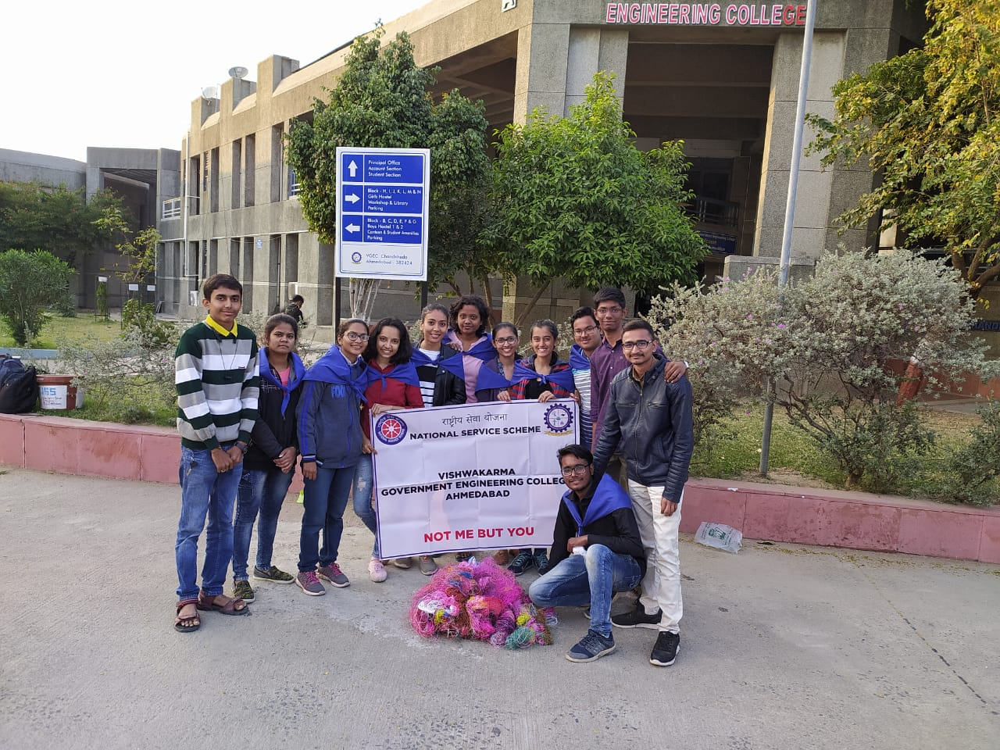 ENGINEERING COLLEGE
Principal Office
Account Section
Student Section
Block - H, I, J, K, L, M & N
Girls Hostel
Workshop & Library
Parking
Block - B, C, D, E, F & G
Boys Hostel 1 & 2
Canteen & Student Amenities
Parking
VGEC Chandkheda
Ahmedabad - 382424
राष्ट्रीय सेवा योजना
NATIONAL SERVICE SCHEME
VISHWAKARMA
GOVERNMENT ENGINEERING COLLEG
AHMEDABAD
NOT ME BUT YOU